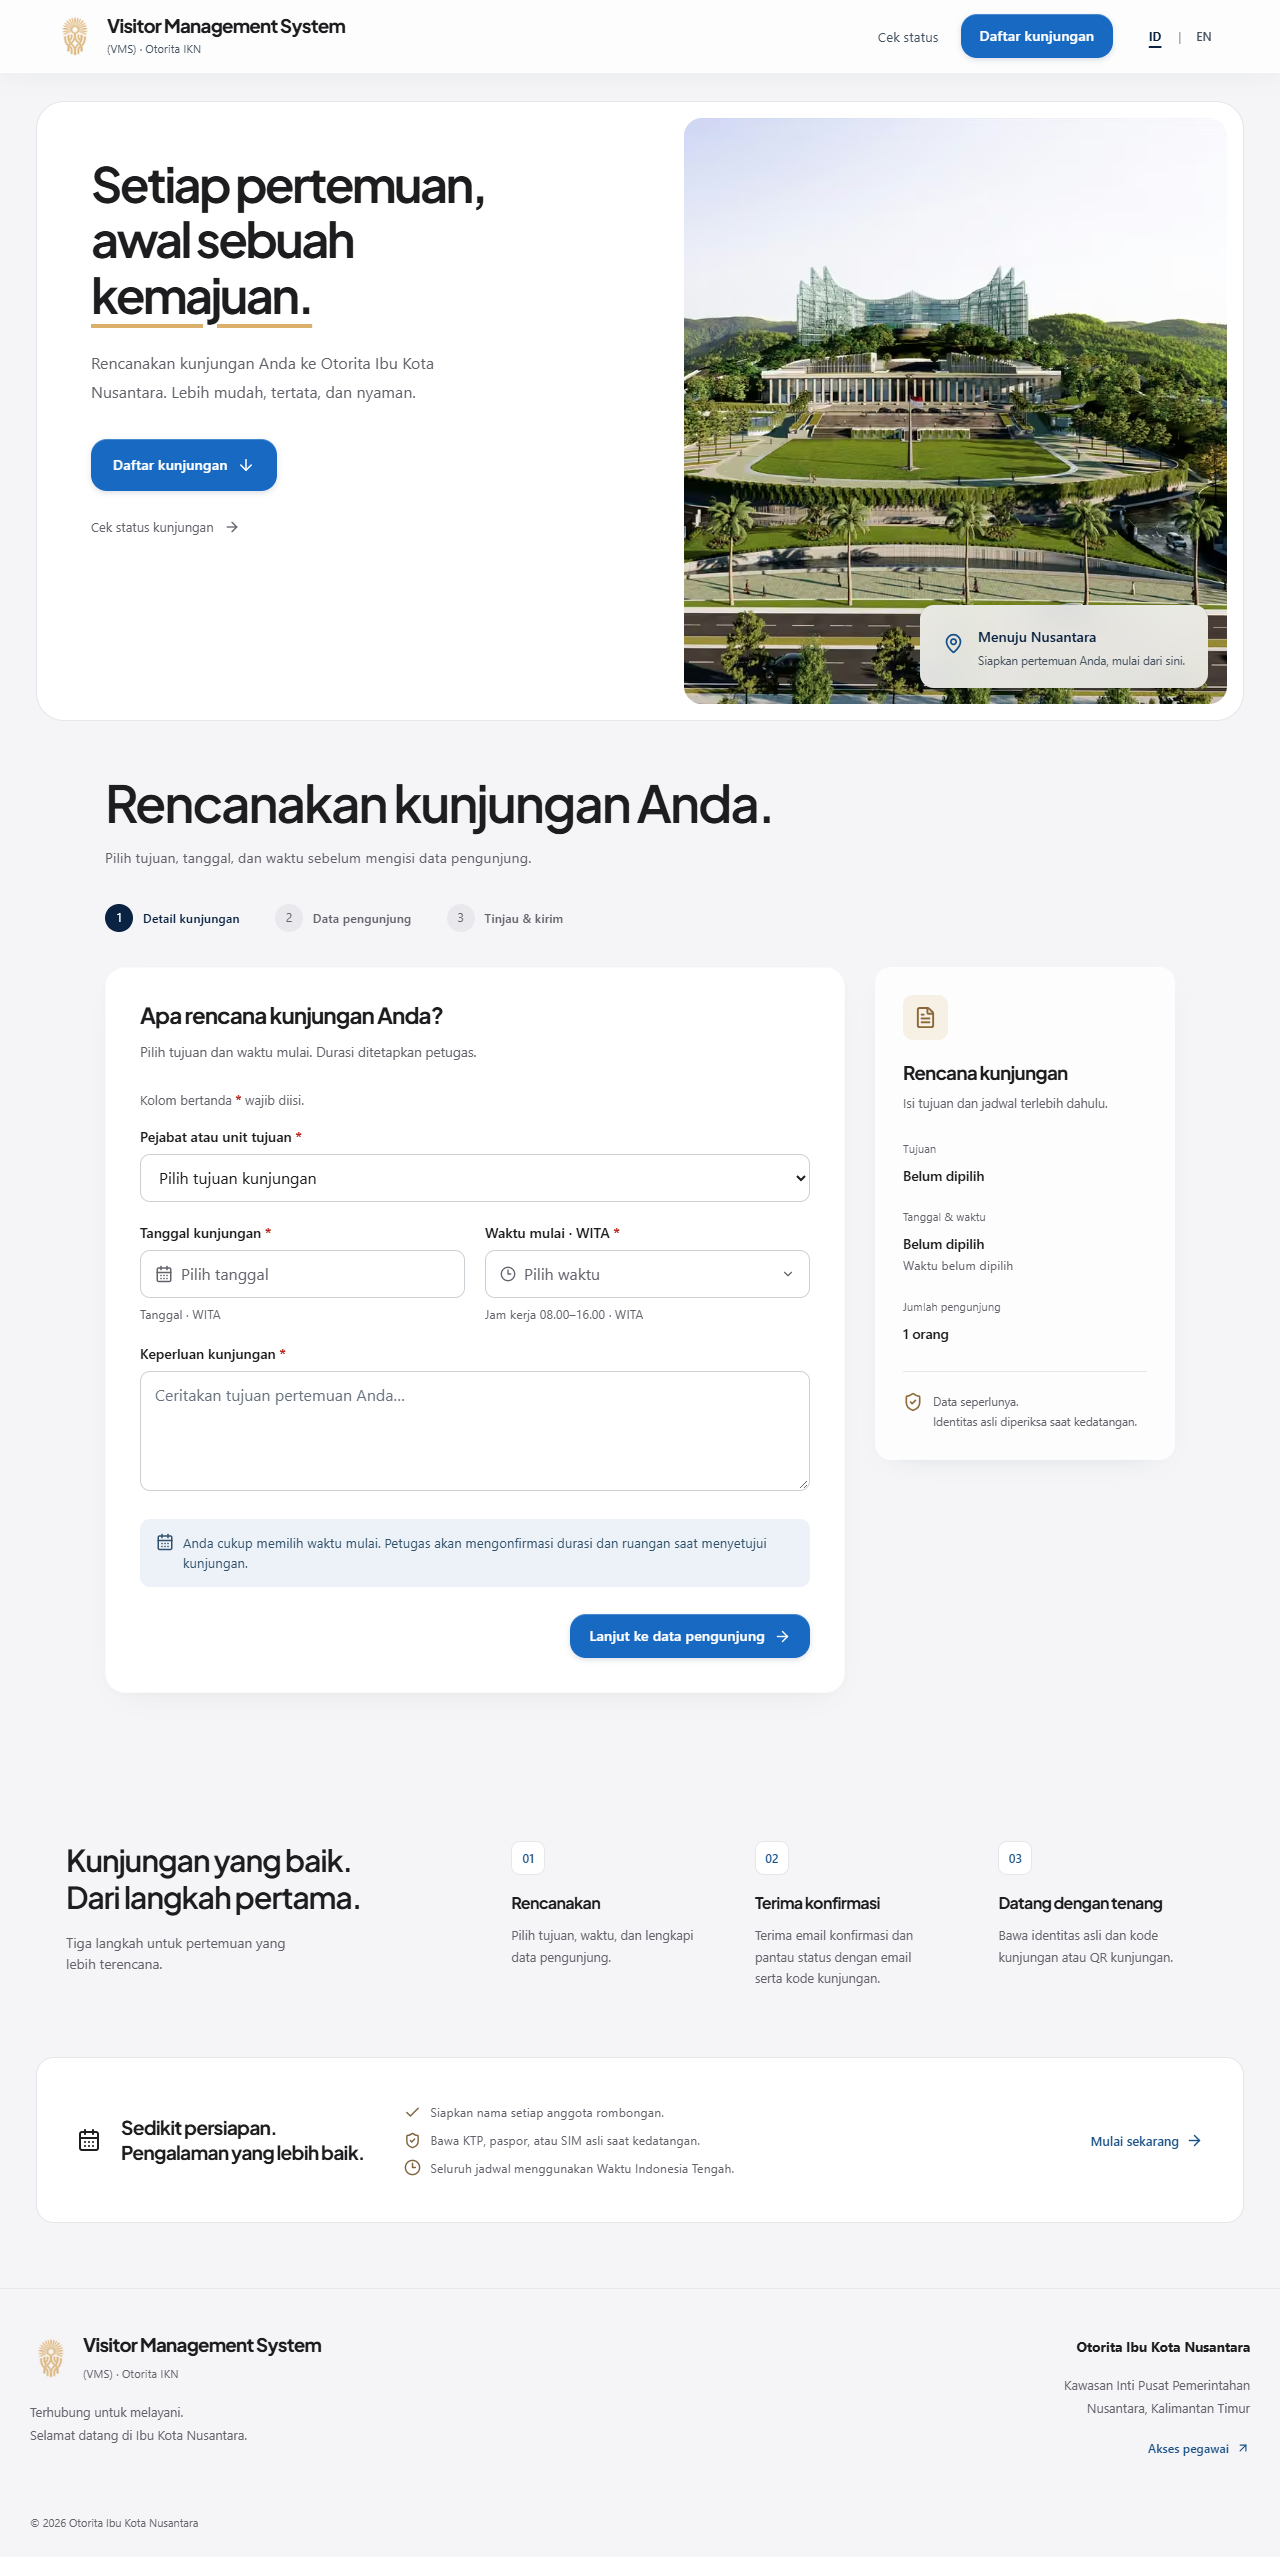 Visitor Management System
(VMS) · Otorita IKN
Cek status
Daftar kunjungan
ID | EN
Setiap pertemuan,
awal sebuah
kemajuan.
Rencanakan kunjungan Anda ke Otorita Ibu Kota
Nusantara. Lebih mudah, tertata, dan nyaman.
Daftar kunjungan
Cek status kunjungan
Menuju Nusantara
Siapkan pertemuan Anda, mulai dari sini.
Rencanakan kunjungan Anda.
Pilih tujuan, tanggal, dan waktu sebelum mengisi data pengunjung.
1 Detail kunjungan
2 Data pengunjung
3 Tinjau & kirim
Apa rencana kunjungan Anda?
Pilih tujuan dan waktu mulai. Durasi ditetapkan petugas.
Kolom bertanda * wajib diisi.
Pejabat atau unit tujuan *
Pilih tujuan kunjungan
Tanggal kunjungan *
Pilih tanggal
Tanggal · WITA
Waktu mulai · WITA *
Pilih waktu
Jam kerja 08.00–16.00 · WITA
Keperluan kunjungan *
Ceritakan tujuan pertemuan Anda...
Anda cukup memilih waktu mulai. Petugas akan mengonfirmasi durasi dan ruangan saat menyetujui
kunjungan.
Lanjut ke data pengunjung
Rencana kunjungan
Isi tujuan dan jadwal terlebih dahulu.
Tujuan
Belum dipilih
Tanggal & waktu
Belum dipilih
Waktu belum dipilih
Jumlah pengunjung
1 orang
Data seperlunya.
Identitas asli diperiksa saat kedatangan.
Kunjungan yang baik.
Dari langkah pertama.
Tiga langkah untuk pertemuan yang
lebih terencana.
01
Rencanakan
Pilih tujuan, waktu, dan lengkapi
data pengunjung.
02
Terima konfirmasi
Terima email konfirmasi dan
pantau status dengan email
serta kode kunjungan.
03
Datang dengan tenang
Bawa identitas asli dan kode
kunjungan atau QR kunjungan.
Sedikit persiapan.
Pengalaman yang lebih baik.
Siapkan nama setiap anggota rombongan.
Bawa KTP, paspor, atau SIM asli saat kedatangan.
Seluruh jadwal menggunakan Waktu Indonesia Tengah.
Mulai sekarang
Visitor Management System
(VMS) · Otorita IKN
Terhubung untuk melayani.
Selamat datang di Ibu Kota Nusantara.
Otorita Ibu Kota Nusantara
Kawasan Inti Pusat Pemerintahan
Nusantara, Kalimantan Timur
Akses pegawai
© 2026 Otorita Ibu Kota Nusantara